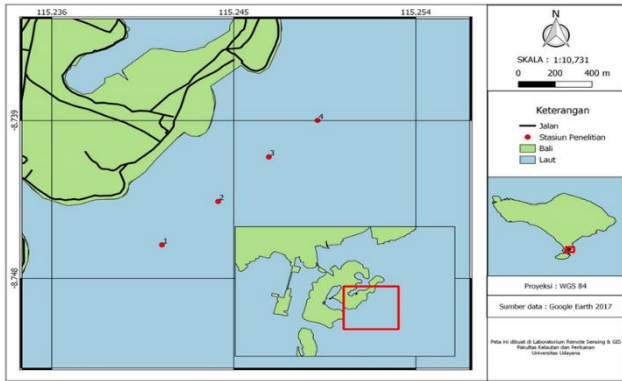 115.236
115.245
115.254
-8.739
-8.748
1
2
3
4
N
SKALA : 1:10,731
0 200 400 m
Keterangan
Jalan
Stasiun Penelitian
Bali
Laut
Proyeksi : WGS 84
Sumber data : Google Earth 2017
Peta ini dibuat di Laboratorium Remote Sensing & GIS
Fakultas Kelautan dan Perikanan
Universitas Udayana